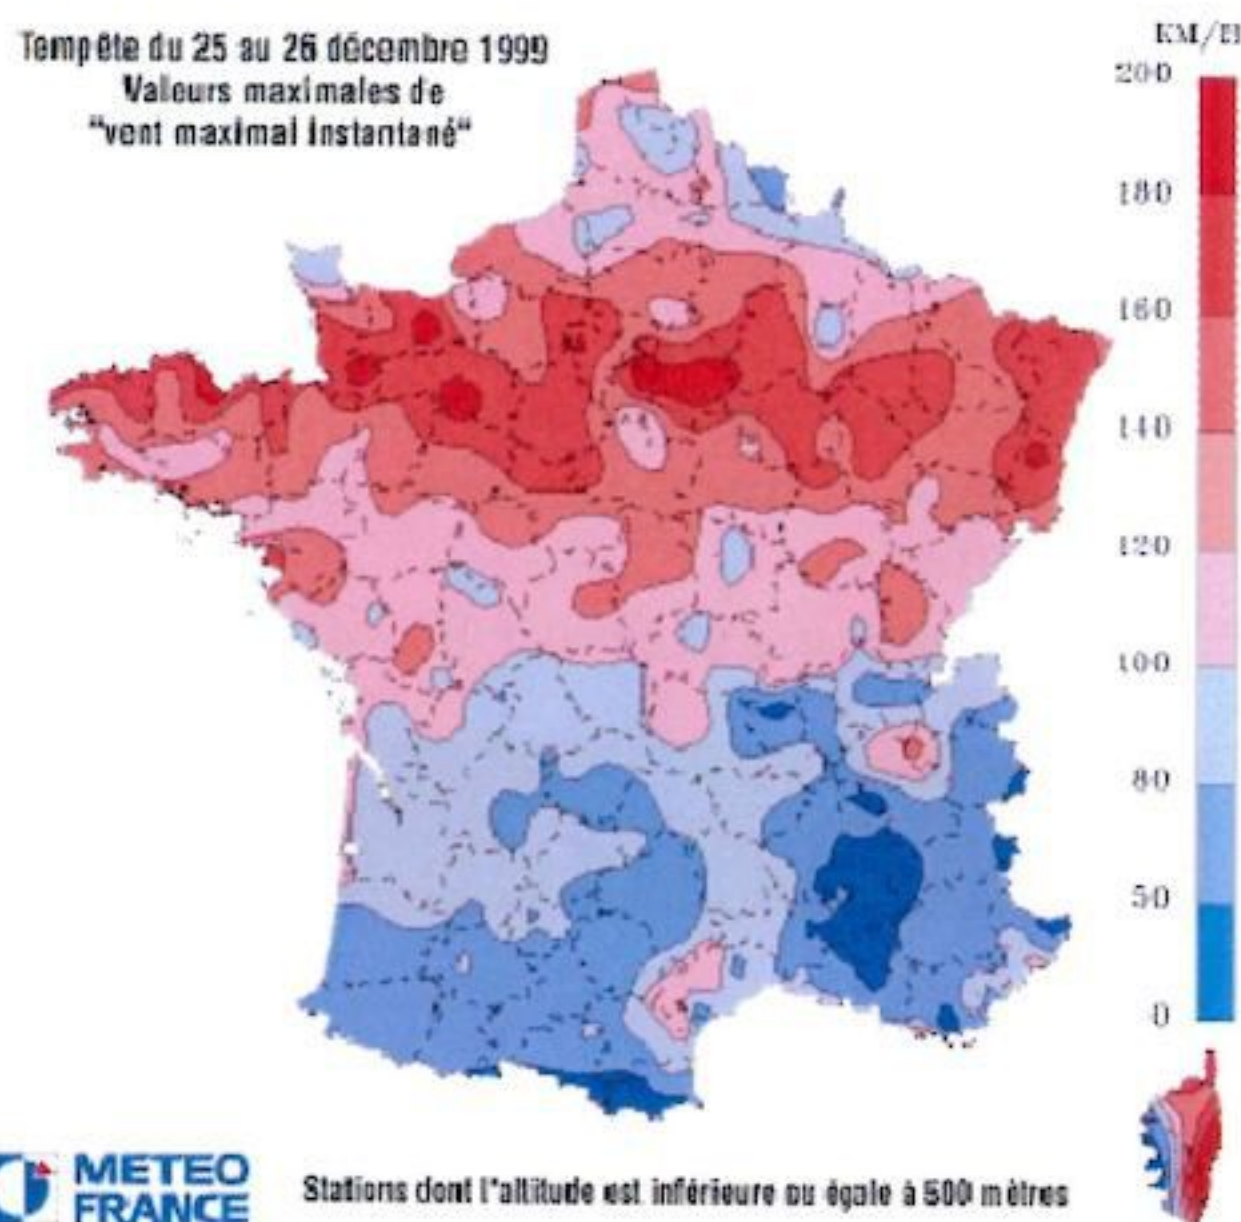 Tempête du 25 au 26 décembre 1999
Valeurs maximales de
"vent maximal instantané"
KM/H
200
180
160
140
120
100
80
50
0
METEO
FRANCE
Stations dont l'altitude est inférieure ou égale à 500 mètres